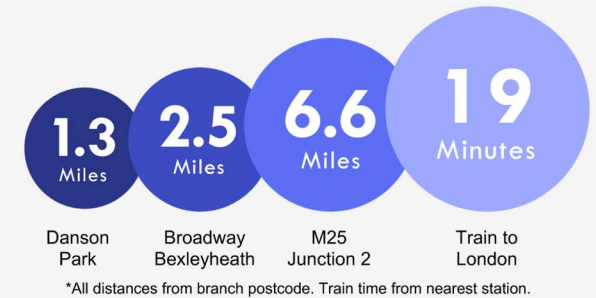 1.3
Miles
2.5
Miles
6.6
Miles
19
Minutes
Danson
Park
Broadway
Bexleyheath
M25
Junction 2
Train to
London
*All distances from branch postcode. Train time from nearest station.